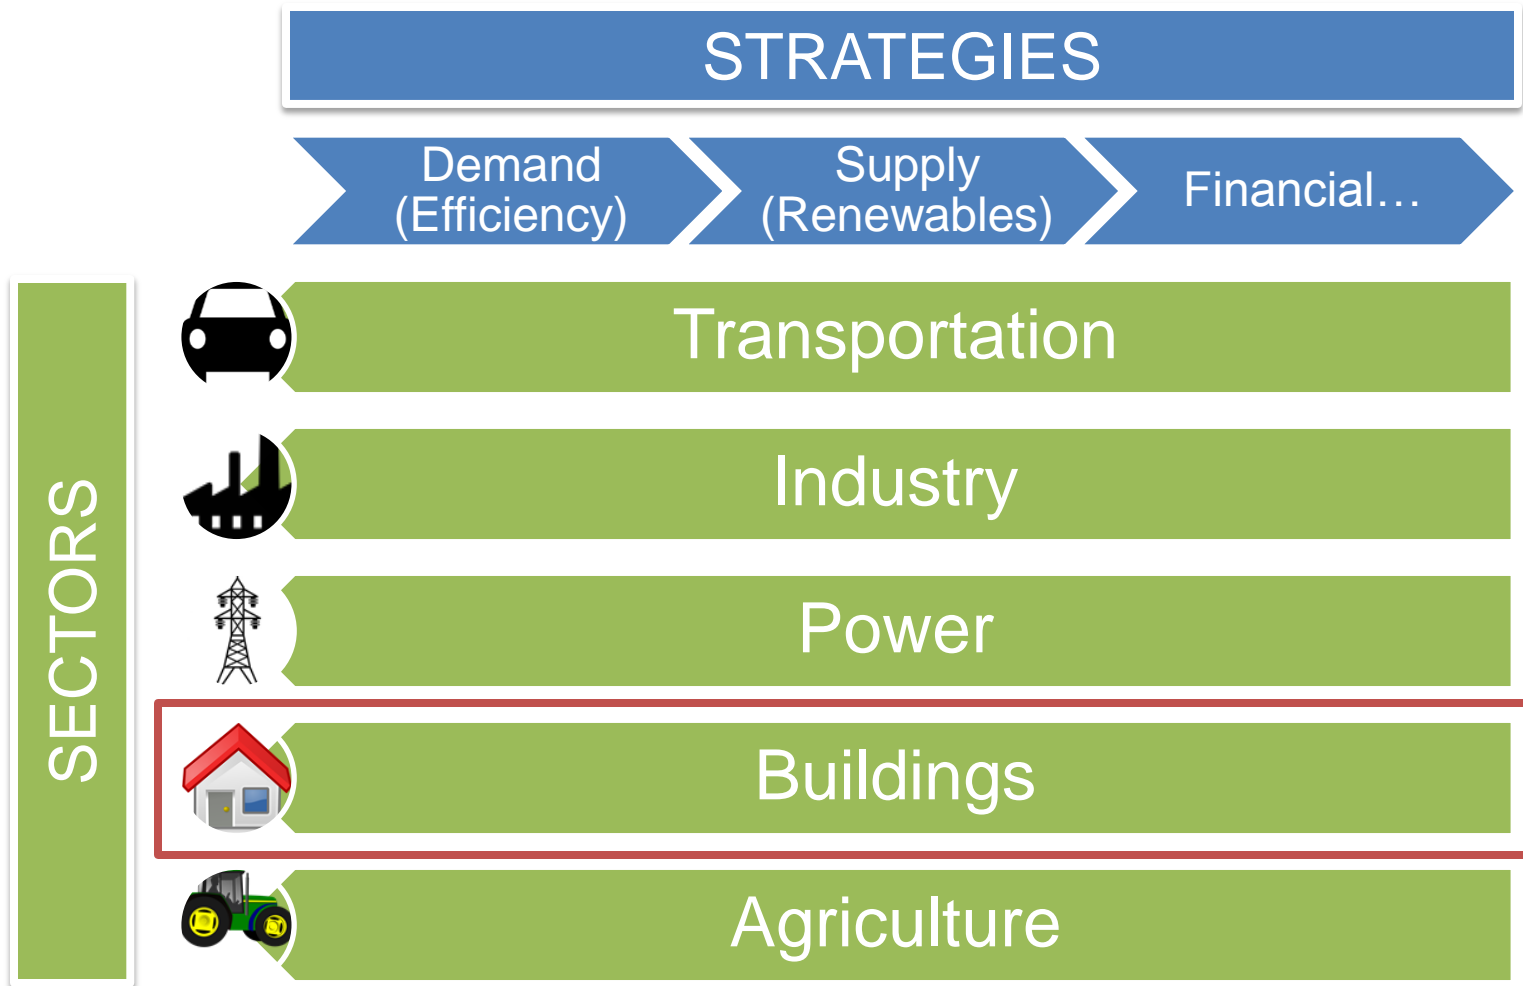 STRATEGIES
Demand
(Efficiency)
Supply
(Renewables)
Financial…
SECTORS
Transportation
Industry
Power
Buildings
Agriculture